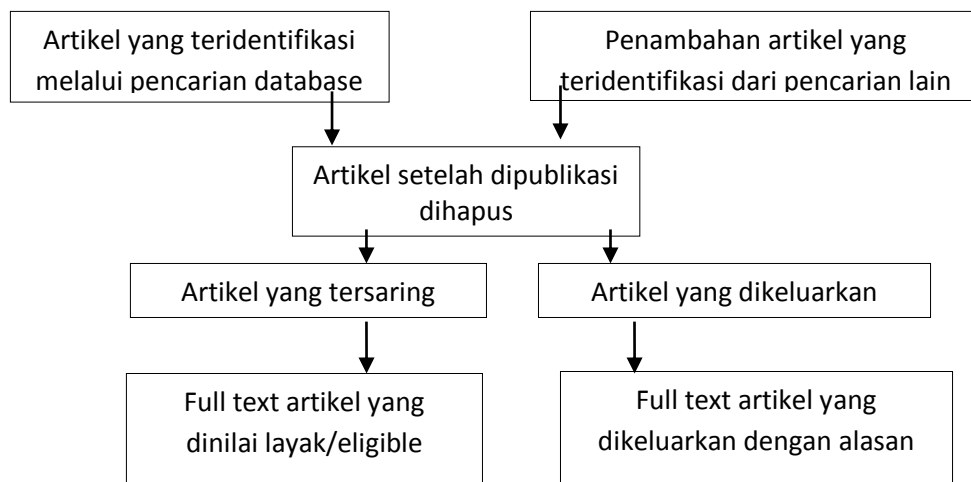 Artikel yang teridentifikasi
melalui pencarian database
Penambahan artikel yang
teridentifikasi dari pencarian lain
Artikel setelah dipublikasi
dihapus
Artikel yang tersaring
Artikel yang dikeluarkan
Full text artikel yang
dinilai layak/eligible
Full text artikel yang
dikeluarkan dengan alasan